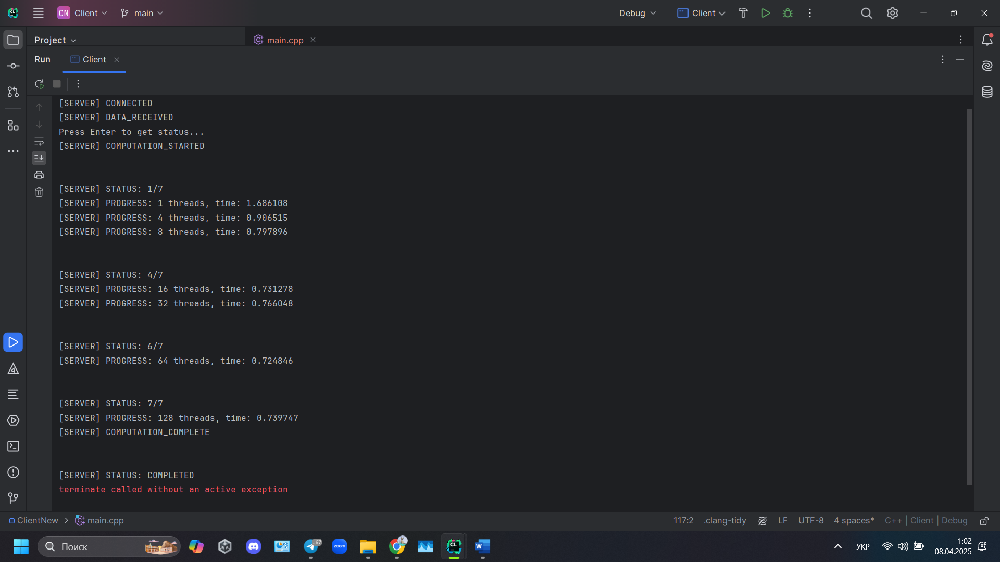 CN Client main Debug Client
Project main.cpp
Run Client
[SERVER] CONNECTED
[SERVER] DATA_RECEIVED
Press Enter to get status...
[SERVER] COMPUTATION_STARTED
[SERVER] STATUS: 1/7
[SERVER] PROGRESS: 1 threads, time: 1.686108
[SERVER] PROGRESS: 4 threads, time: 0.906515
[SERVER] PROGRESS: 8 threads, time: 0.797896
[SERVER] STATUS: 4/7
[SERVER] PROGRESS: 16 threads, time: 0.731278
[SERVER] PROGRESS: 32 threads, time: 0.766048
[SERVER] STATUS: 6/7
[SERVER] PROGRESS: 64 threads, time: 0.724846
[SERVER] STATUS: 7/7
[SERVER] PROGRESS: 128 threads, time: 0.739747
[SERVER] COMPUTATION_COMPLETE
[SERVER] STATUS: COMPLETED
terminate called without an active exception
ClientNew > main.cpp 117:2 .clang-tidy LF UTF-8 4 spaces* C++ | Client | Debug
Поиск zoom .67 CL W УКР 1:02
08.04.2025